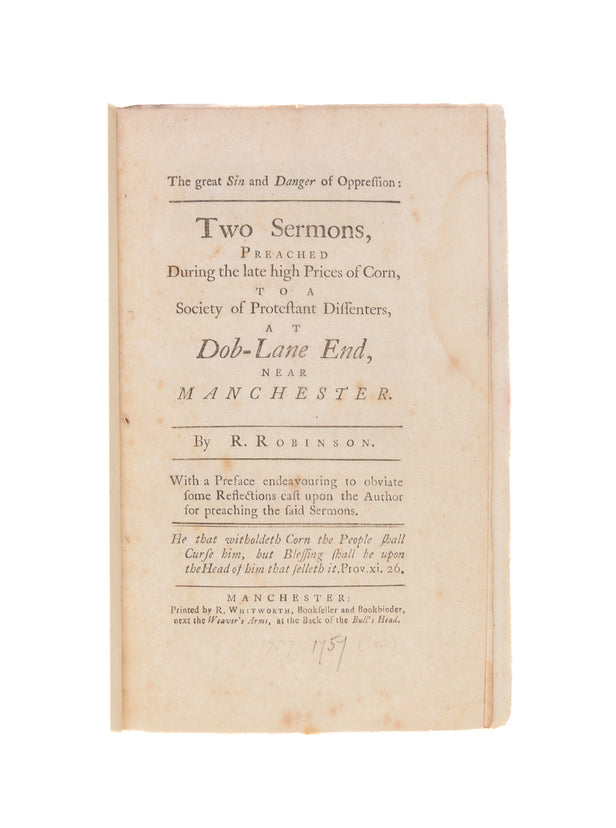 The great Sin and Danger of Oppreſſion:
Two Sermons,
Preached
During the late high Prices of Corn,
TO A
Society of Proteſtant Diſſenters,
AT
Dob-Lane End,
NEAR
MANCHESTER.
By R. Robinson.
With a Preface endeavouring to obviate
ſome Reflections caſt upon the Author
for preaching the ſaid Sermons.
He that witholdeth Corn the People ſhall
Curſe him, but Bleſſing ſhall be upon
the Head of him that ſelleth it. Prov. xi. 26.
MANCHESTER:
Printed by R. Whitworth, Bookſeller and Bookbinder,
next the Weaver's Arms, at the Back of the Bull's Head.
1757 1757